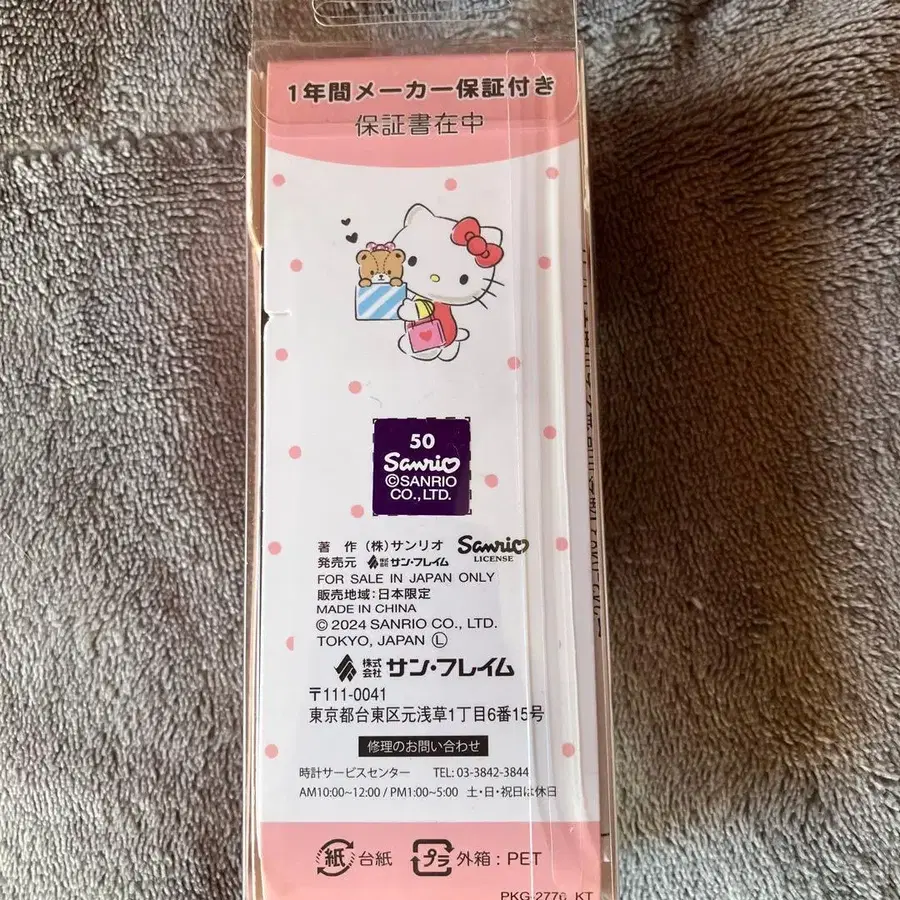 1年間メーカー保証付き
保証書在中
50
Sanrio
©SANRIO
CO.,LTD.
著 作 (株)サンリオ Sanrio
LICENSE
発売元 株式会社 サン・フレイム
FOR SALE IN JAPAN ONLY
販売地域:日本限定
MADE IN CHINA
© 2024 SANRIO CO., LTD.
TOKYO, JAPAN Ⓛ
株式会社 サン・フレイム
〒111-0041
東京都台東区元浅草1丁目6番15号
修理のお問い合わせ
時計サービスセンター TEL: 03-3842-3844
AM10:00~12:00 / PM1:00~5:00 土・日・祝日は休日
紙 台紙 プラ 外箱:PET
PKG-2776_KT